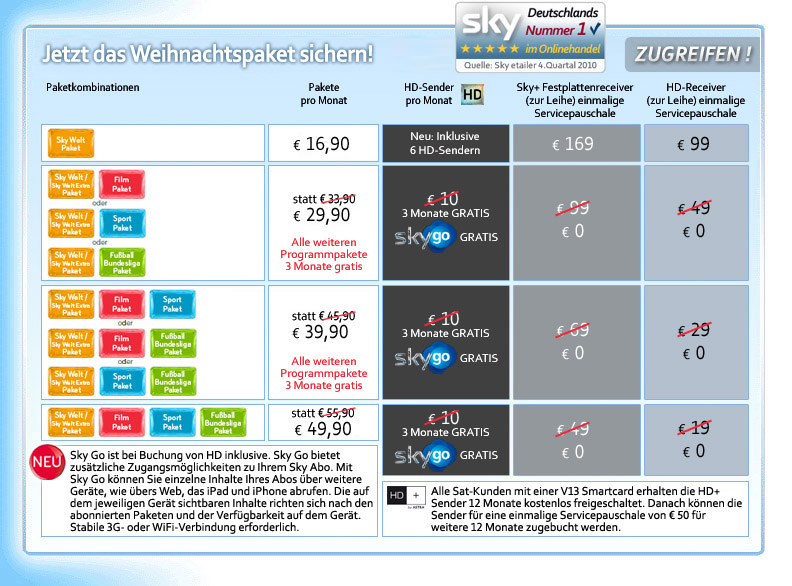 sky
Deutschlands
Nummer 1
im Onlinehandel
Quelle: Sky etailer 4.Quartal 2010
Jetzt das Weihnachtspaket sichern!
ZUGREIFEN !
Paketkombinationen
Pakete
pro Monat
HD-Sender
pro Monat
HD
Sky+ Festplattenreceiver
(zur Leihe) einmalige
Servicepauschale
HD-Receiver
(zur Leihe) einmalige
Servicepauschale
Sky Welt
Paket
€ 16,90
Neu: Inklusive
6 HD-Sendern
€ 169
€ 99
Sky Welt /
Sky Welt Extra
Paket
Film
Paket
oder
Sky Welt /
Sky Welt Extra
Paket
Sport
Paket
oder
Sky Welt /
Sky Welt Extra
Paket
Fußball
Bundesliga
Paket
statt € 33,90
€ 29,90
Alle weiteren
Programmpakete
3 Monate gratis
€ 10
3 Monate GRATIS
sky go GRATIS
€ 99
€ 0
€ 49
€ 0
Sky Welt /
Sky Welt Extra
Paket
Film
Paket
Sport
Paket
oder
Sky Welt /
Sky Welt Extra
Paket
Film
Paket
Fußball
Bundesliga
Paket
oder
Sky Welt /
Sky Welt Extra
Paket
Sport
Paket
Fußball
Bundesliga
Paket
statt € 45,90
€ 39,90
Alle weiteren
Programmpakete
3 Monate gratis
€ 10
3 Monate GRATIS
sky go GRATIS
€ 69
€ 0
€ 29
€ 0
Sky Welt /
Sky Welt Extra
Paket
Film
Paket
Sport
Paket
Fußball
Bundesliga
Paket
statt € 55,90
€ 49,90
€ 10
3 Monate GRATIS
sky go GRATIS
€ 49
€ 0
€ 19
€ 0
NEU
Sky Go ist bei Buchung von HD inklusive. Sky Go bietet
zusätzliche Zugangsmöglichkeiten zu Ihrem Sky Abo. Mit
Sky Go können Sie einzelne Inhalte Ihres Abos über weitere
Geräte, wie übers Web, das iPad und iPhone abrufen. Die auf
dem jeweiligen Gerät sichtbaren Inhalte richten sich nach den
abonnierten Paketen und der Verfügbarkeit auf dem Gerät.
Stabile 3G- oder WiFi-Verbindung erforderlich.
HD +
by ASTRA
Alle Sat-Kunden mit einer V13 Smartcard erhalten die HD+
Sender 12 Monate kostenlos freigeschaltet. Danach können die
Sender für eine einmalige Servicepauschale von € 50 für
weitere 12 Monate zugebucht werden.